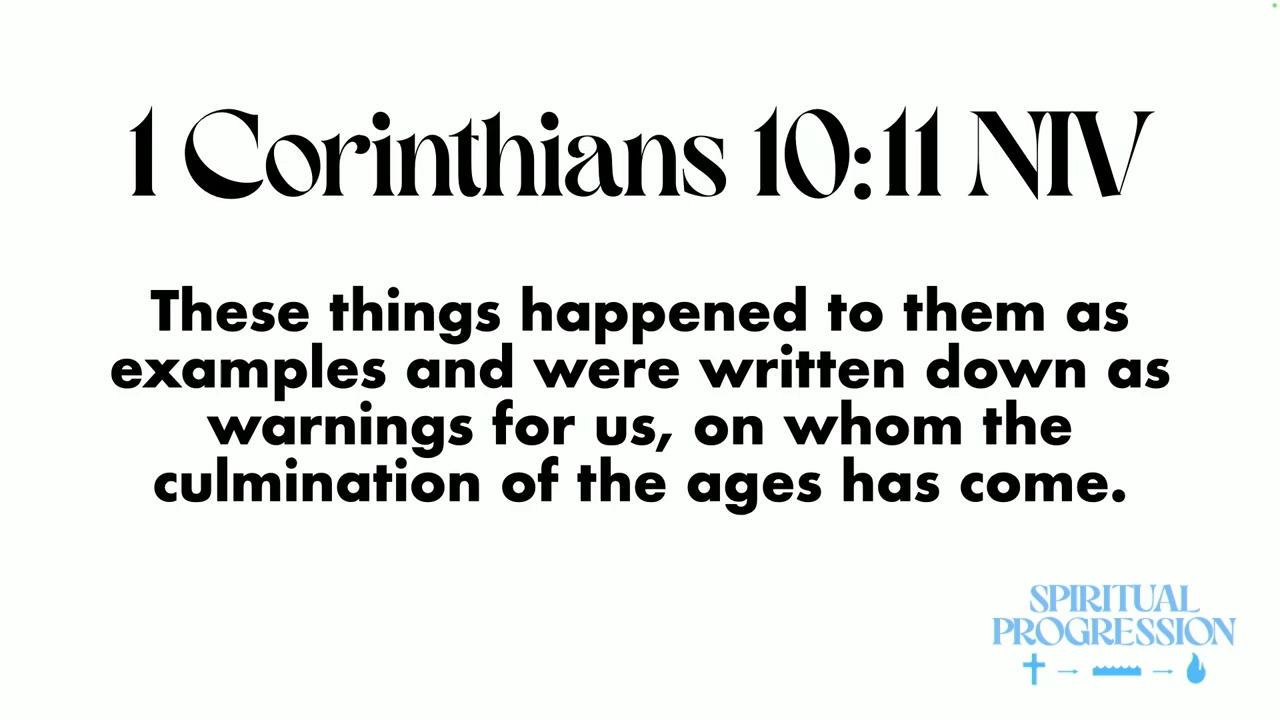 1 Corinthians 10:11 NIV
These things happened to them as
examples and were written down as
warnings for us, on whom the
culmination of the ages has come.
SPIRITUAL
PROGRESSION